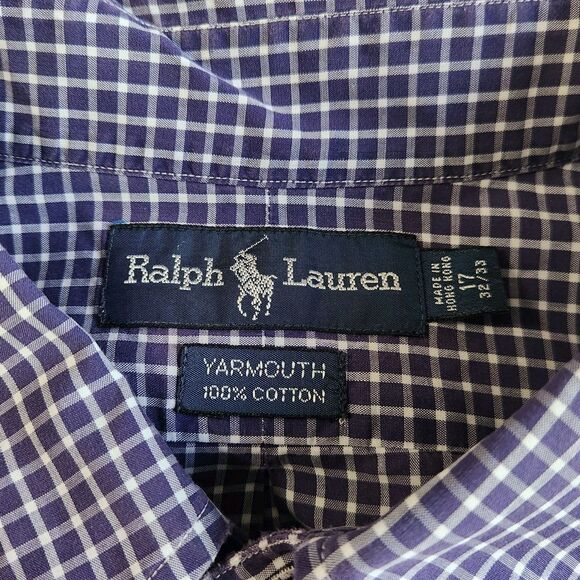 Ralph Lauren
MADE IN
HONG KONG
17
32/33
YARMOUTH
100% COTTON